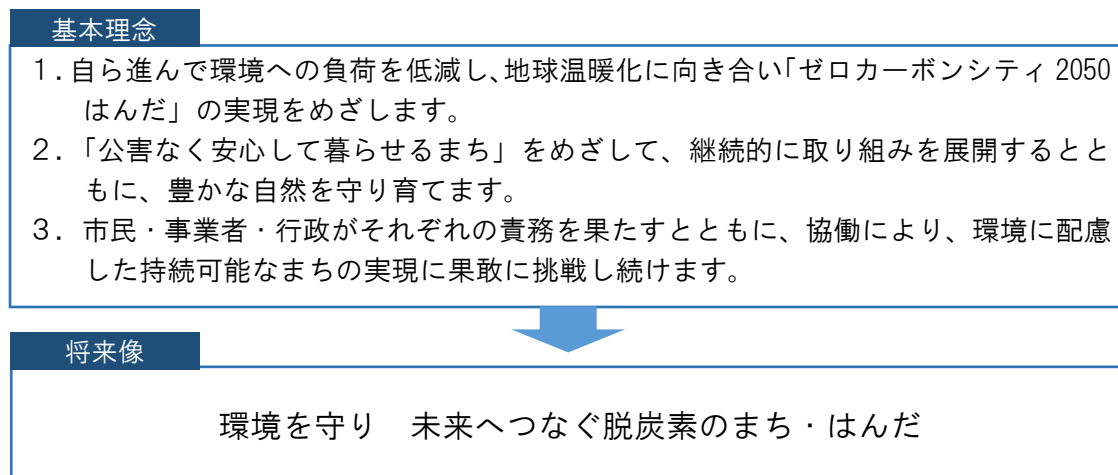 基本理念
１．自ら進んで環境への負荷を低減し、地球温暖化に向き合い「ゼロカーボンシティ 2050
はんだ」の実現をめざします。
２．「公害なく安心して暮らせるまち」をめざして、継続的に取り組みを展開するとと
もに、豊かな自然を守り育てます。
３．市民・事業者・行政がそれぞれの責務を果たすとともに、協働により、環境に配慮
した持続可能なまちの実現に果敢に挑戦し続けます。
将来像
環境を守り　未来へつなぐ脱炭素のまち・はんだ